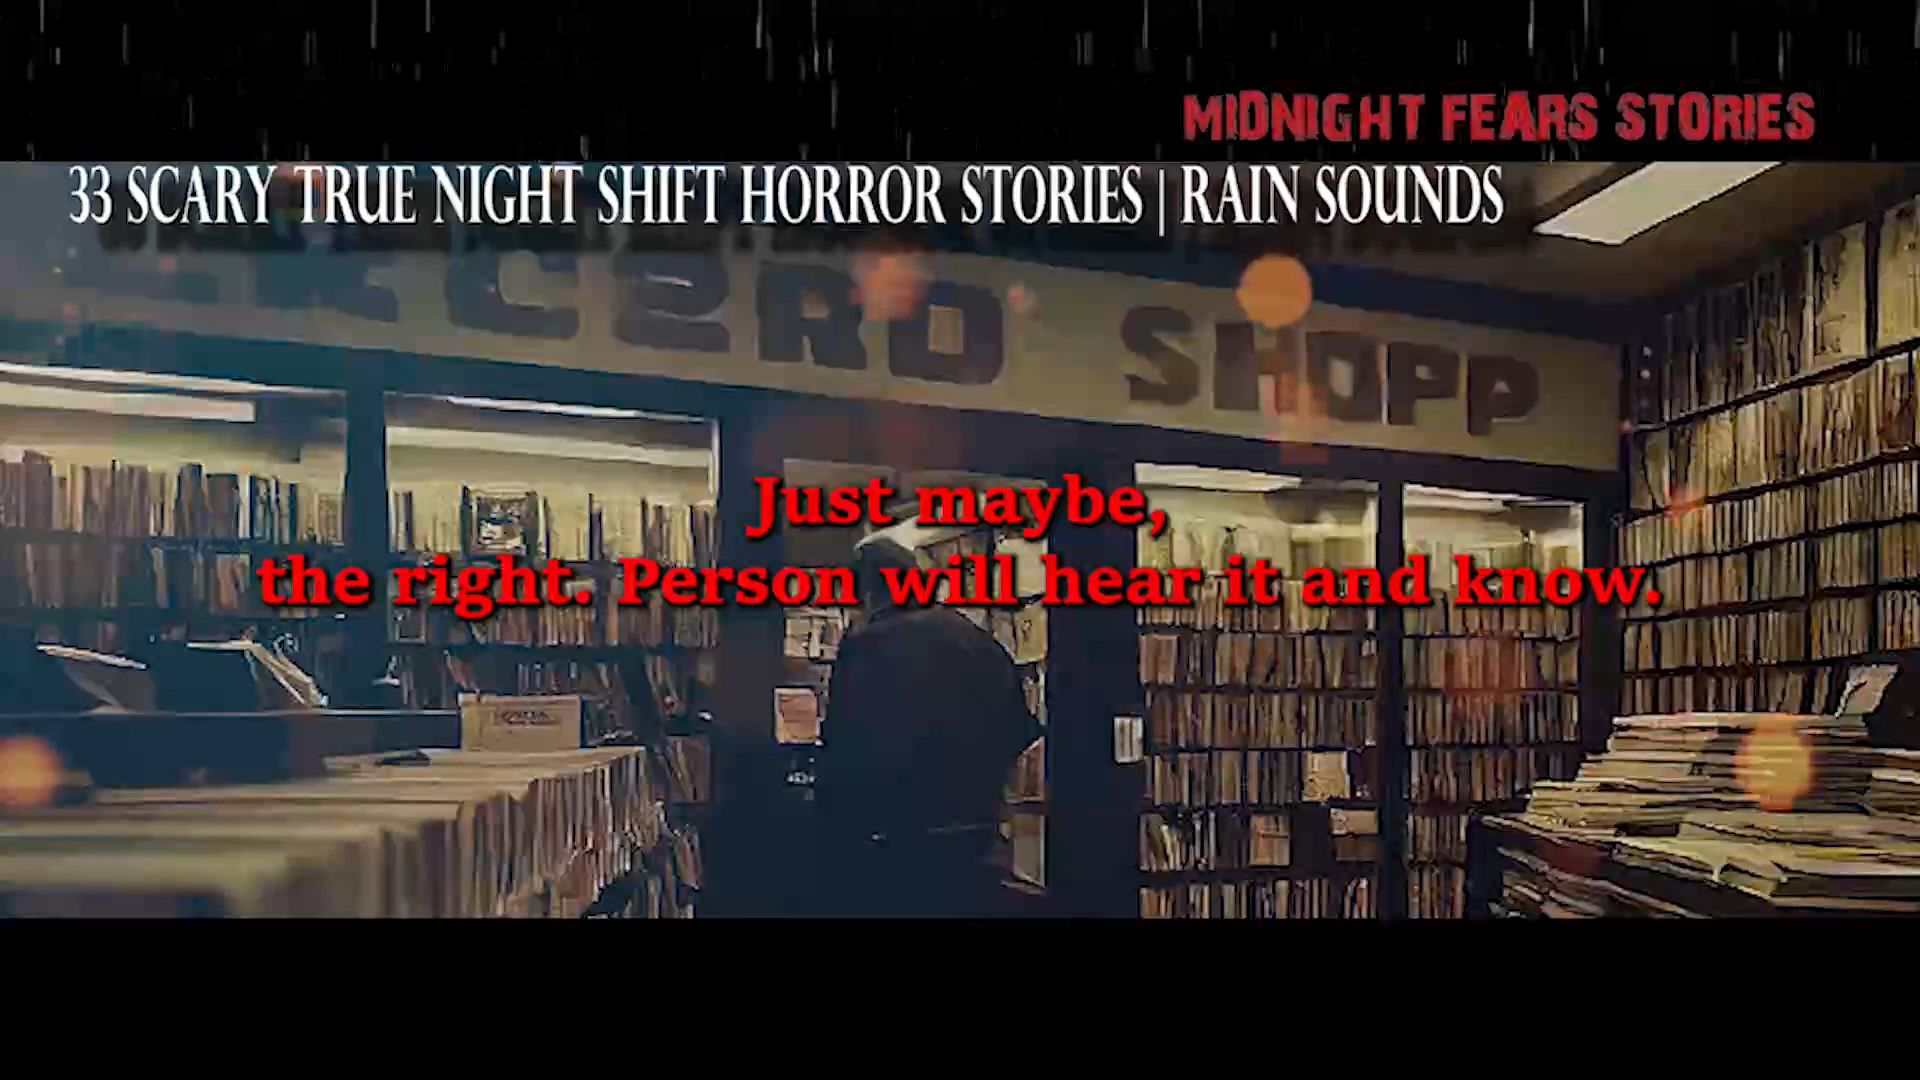 MIDNIGHT FEARS STORIES
33 SCARY TRUE NIGHT SHIFT HORROR STORIES | RAIN SOUNDS
SHOPP
Just maybe,
the right. Person will hear it and know.